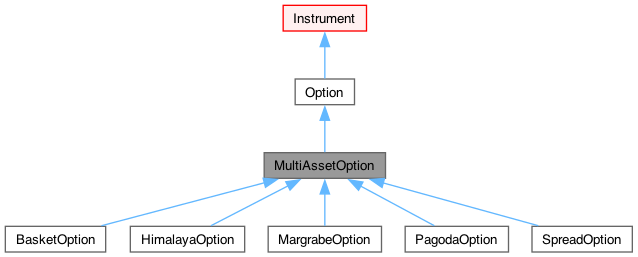 Instrument
Option
MultiAssetOption
BasketOption
HimalayaOption
MargrabeOption
PagodaOption
SpreadOption